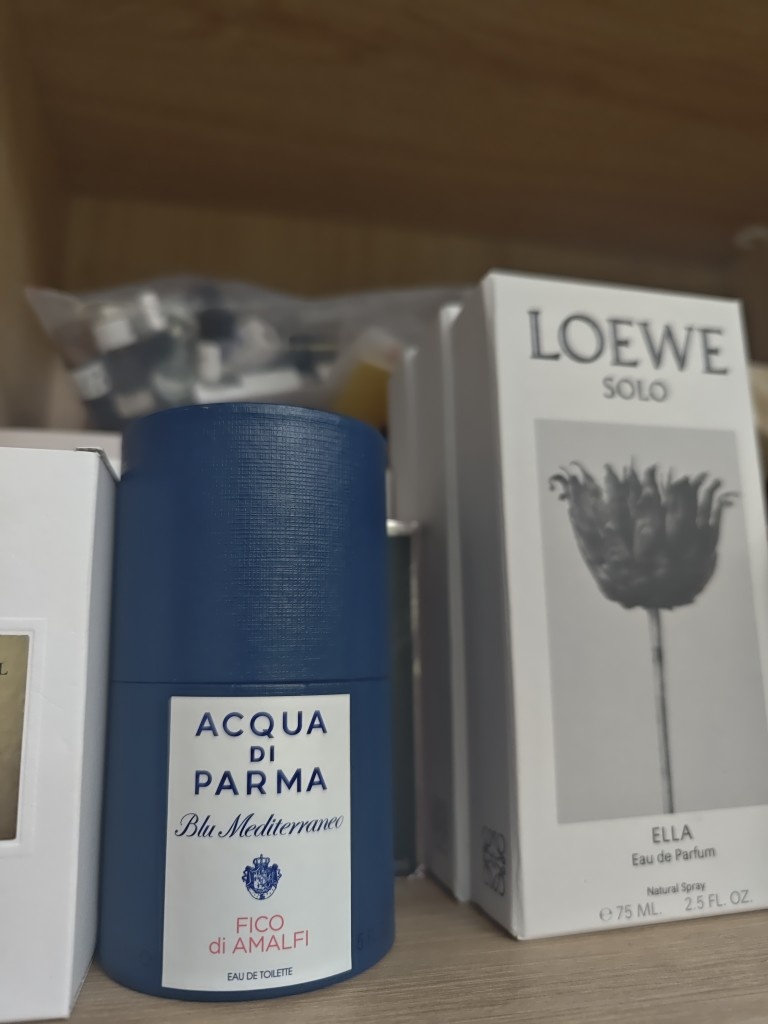 ACQUA
DI
PARMA
Blu Mediterraneo
FICO
di AMALFI
EAU DE TOILETTE
LOEWE
SOLO
ELLA
Eau de Parfum
Natural Spray
℮ 75 ML. 2.5 FL. OZ.
L